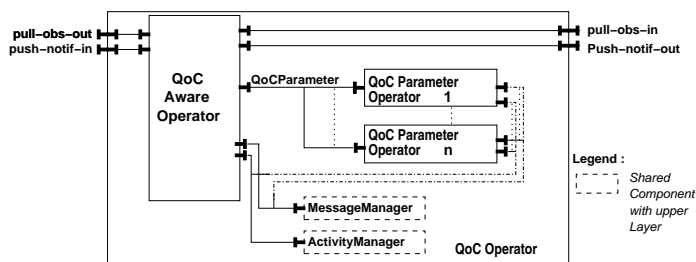 pull-obs-out
push-notif-in
pull-obs-in
Push-notif-out
QoC
Aware
Operator
QoCParameter
QoC Parameter
Operator 1
QoC Parameter
Operator n
MessageManager
ActivityManager
QoC Operator
Legend :
Shared
Component
with upper
Layer